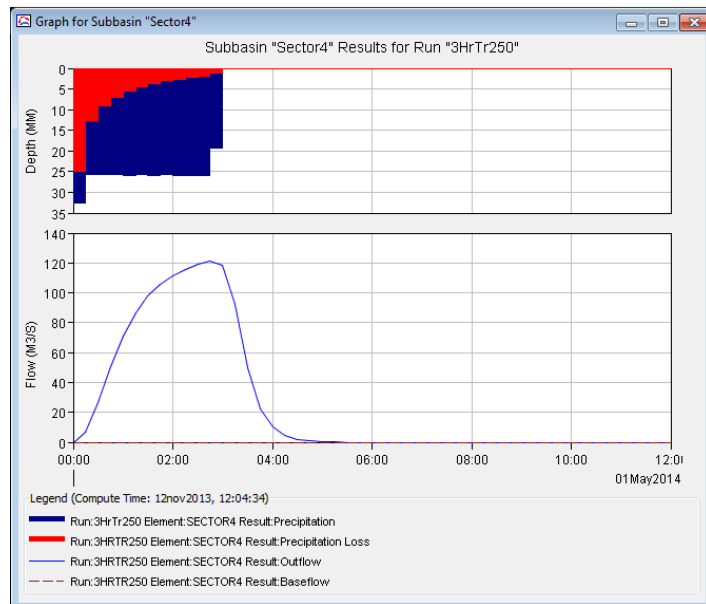 Graph for Subbasin "Sector4"
Subbasin "Sector4" Results for Run "3HrTr250"
Depth (MM)
0
5
10
15
20
25
30
35
Flow (M3/S)
140
120
100
80
60
40
20
0
00:00 02:00 04:00 06:00 08:00 10:00 12:0
01May2014
Legend (Compute Time: 12nov2013, 12:04:34)
Run:3HrTr250 Element:SECTOR4 Result:Precipitation
Run:3HRTR250 Element:SECTOR4 Result:Precipitation Loss
Run:3HRTR250 Element:SECTOR4 Result:Outflow
Run:3HRTR250 Element:SECTOR4 Result:Baseflow